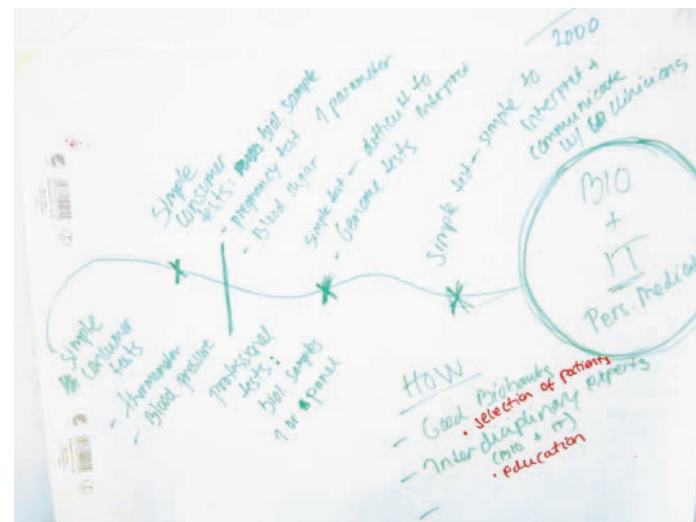 2000
Simple
consumer
tests: biol. sample
- pregnancy test 1 parameter
- Blood sugar
simple test - difficult to
interpret
- Genome tests
Simple test - simple to
interpret +
communicate
w/ clinicians
BIO
+
IT
Pers. Medicine
Simple
consumer
tests
- thermometer
- Blood pressure
professional
tests:
biol samples
1 or panel
HOW
- Good Biobanks
• selection of patients
- Interdisciplinary experts
(BIO + IT)
• education
-